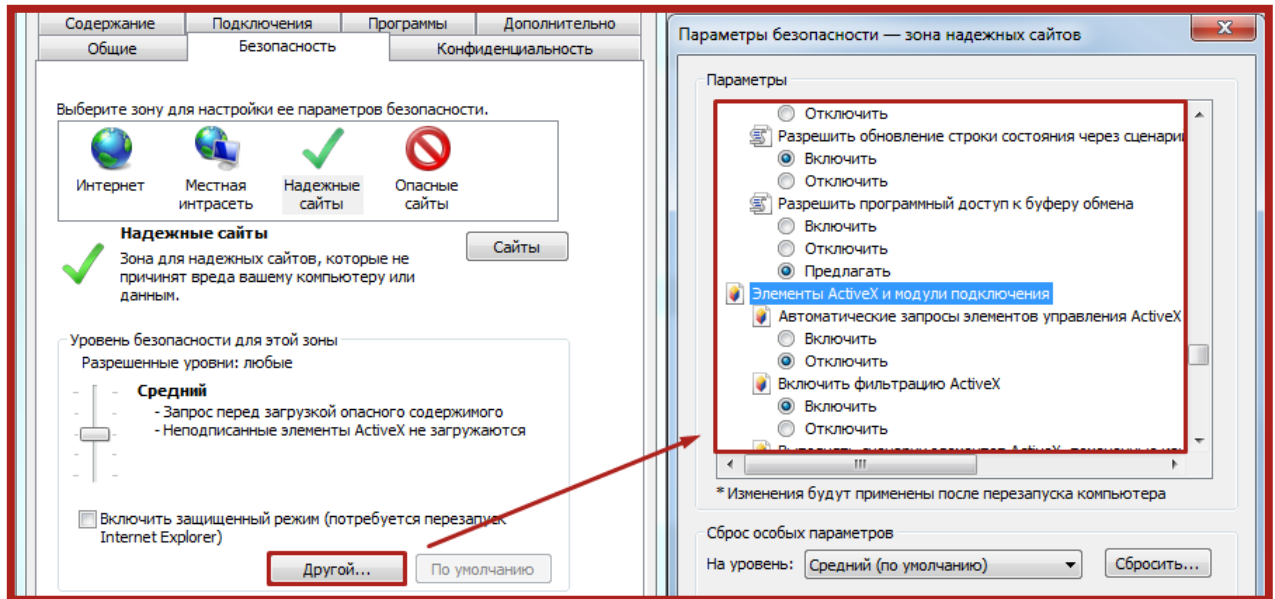 Содержание Подключения Программы Дополнительно
Общие Безопасность Конфиденциальность
Выберите зону для настройки ее параметров безопасности.
Интернет Местная интрасеть Надежные сайты Опасные сайты
Надежные сайты
Сайты
Зона для надежных сайтов, которые не
причинят вреда вашему компьютеру или
данным.
Уровень безопасности для этой зоны
Разрешенные уровни: любые
Средний
- Запрос перед загрузкой опасного содержимого
- Неподписанные элементы ActiveX не загружаются
Включить защищенный режим (потребуется перезапуск
Internet Explorer)
Другой... По умолчанию
Параметры безопасности — зона надежных сайтов
Параметры
Отключить
Разрешить обновление строки состояния через сценари
Включить
Отключить
Разрешить программный доступ к буферу обмена
Включить
Отключить
Предлагать
Элементы ActiveX и модули подключения
Автоматические запросы элементов управления ActiveX
Включить
Отключить
Включить фильтрацию ActiveX
Включить
Отключить
*Изменения будут применены после перезапуска компьютера
Сброс особых параметров
На уровень: Средний (по умолчанию) Сбросить...